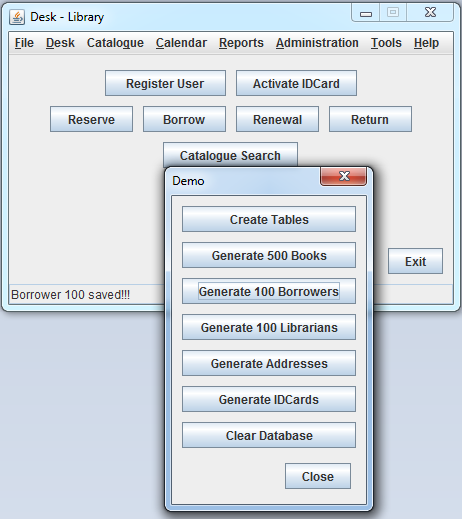 Desk - Library
File Desk Catalogue Calendar Reports Administration Tools Help
Register User Activate IDCard
Reserve Borrow Renewal Return
Catalogue Search
Demo
Create Tables
Generate 500 Books
Exit
Generate 100 Borrowers
Borrower 100 saved!!!
Generate 100 Librarians
Generate Addresses
Generate IDCards
Clear Database
Close